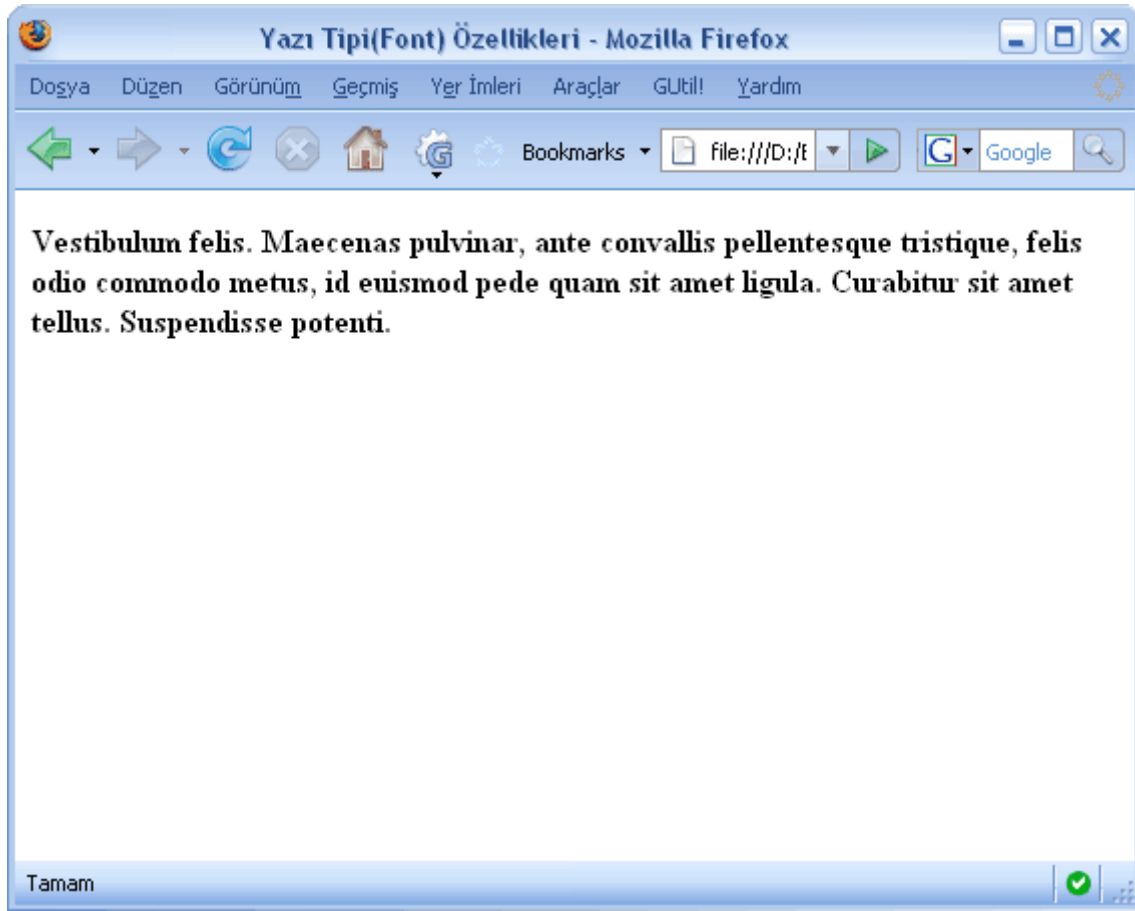 Yazı Tipi(Font) Özellikleri - Mozilla Firefox
Dosya Düzen Görünüm Geçmiş Yer İmleri Araçlar GUtil! Yardım
Bookmarks file:///D:/E G Google
Vestibulum felis. Maecenas pulvinar, ante convallis pellentesque tristique, felis
odio commodo metus, id euismod pede quam sit amet ligula. Curabitur sit amet
tellus. Suspendisse potenti.
Tamam